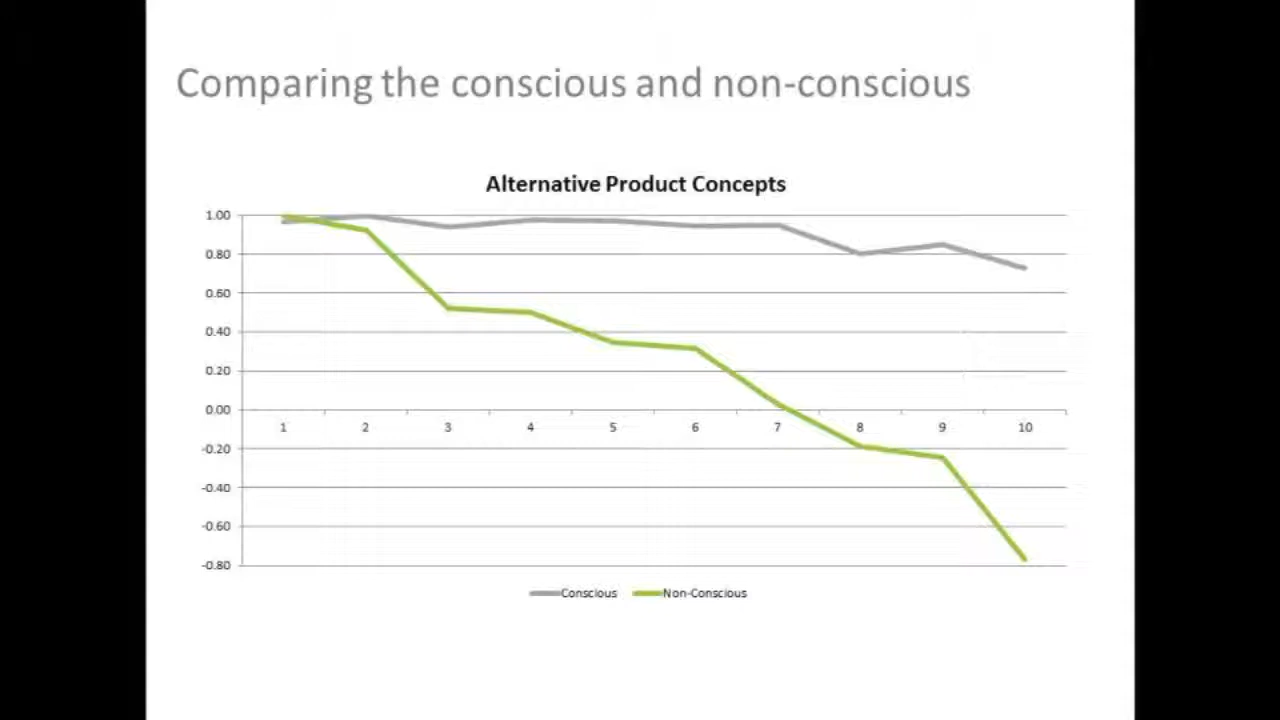 Comparing the conscious and non-conscious
Alternative Product Concepts
1.00
0.80
0.60
0.40
0.20
0.00
1 2 3 4 5 6 7 8 9 10
-0.20
-0.40
-0.60
-0.80
Conscious Non-Conscious